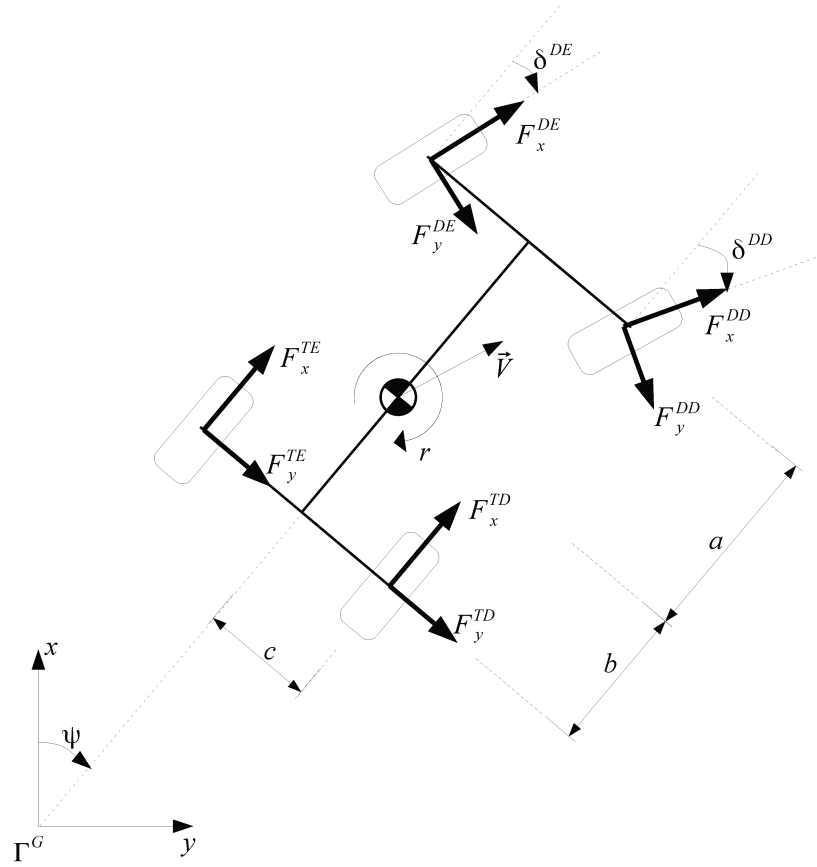 δ^{DE}
F_x^{DE}
F_y^{DE}
δ^{DD}
F_x^{DD}
F_y^{DD}
V⃗
r
F_x^{TE}
F_y^{TE}
F_x^{TD}
F_y^{TD}
a
b
c
x
ψ
y
Γ^G